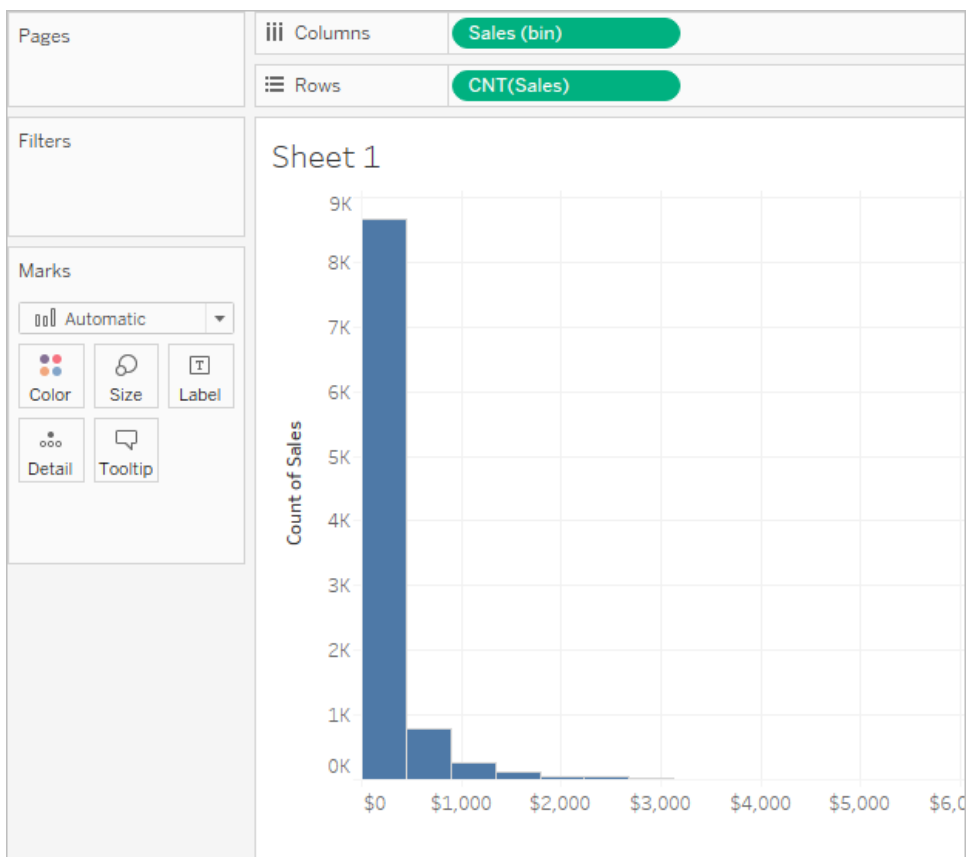 Pages
Columns
Sales (bin)
Rows
CNT(Sales)
Filters
Sheet 1
Marks
Automatic
Color
Size
T
Label
Detail
Tooltip
Count of Sales
9K
8K
7K
6K
5K
4K
3K
2K
1K
0K
$0 $1,000 $2,000 $3,000 $4,000 $5,000